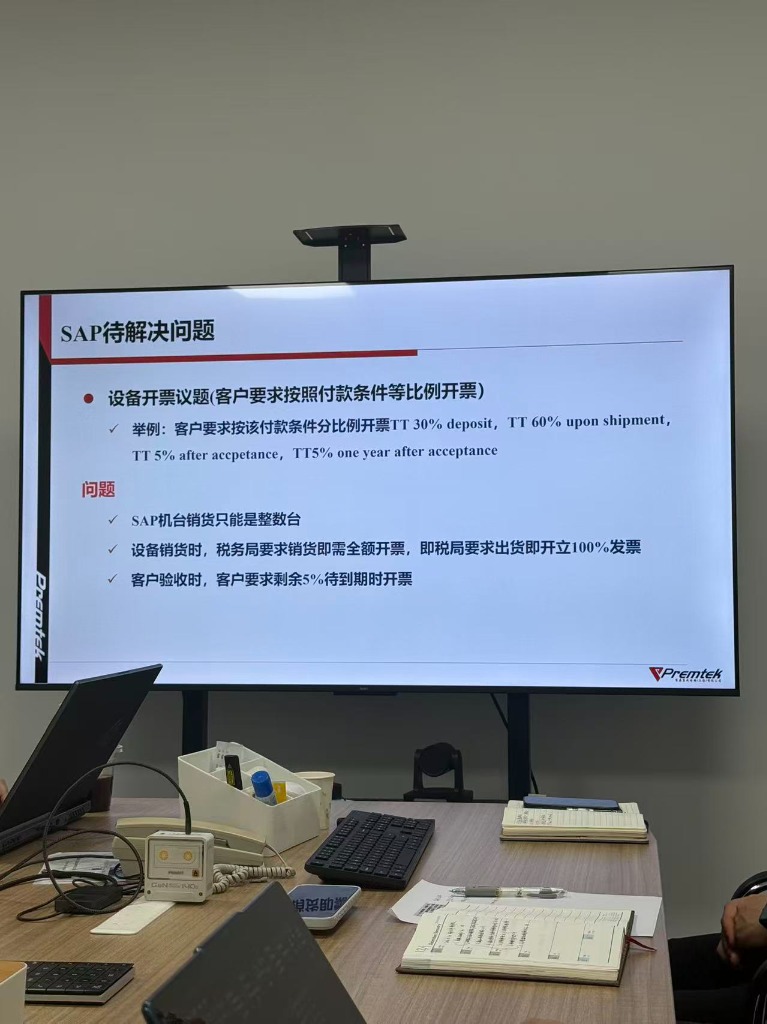 SAP待解决问题
设备开票议题(客户要求按照付款条件等比例开票)
举例：客户要求按该付款条件分比例开票TT 30% deposit，TT 60% upon shipment，
TT 5% after accpetance，TT5% one year after acceptance
问题
SAP机台销货只能是整数台
设备销货时，税务局要求销货即需全额开票，即税局要求出货即开立100%发票
客户验收时，客户要求剩余5%待到期时开票
Premtek
Premtek